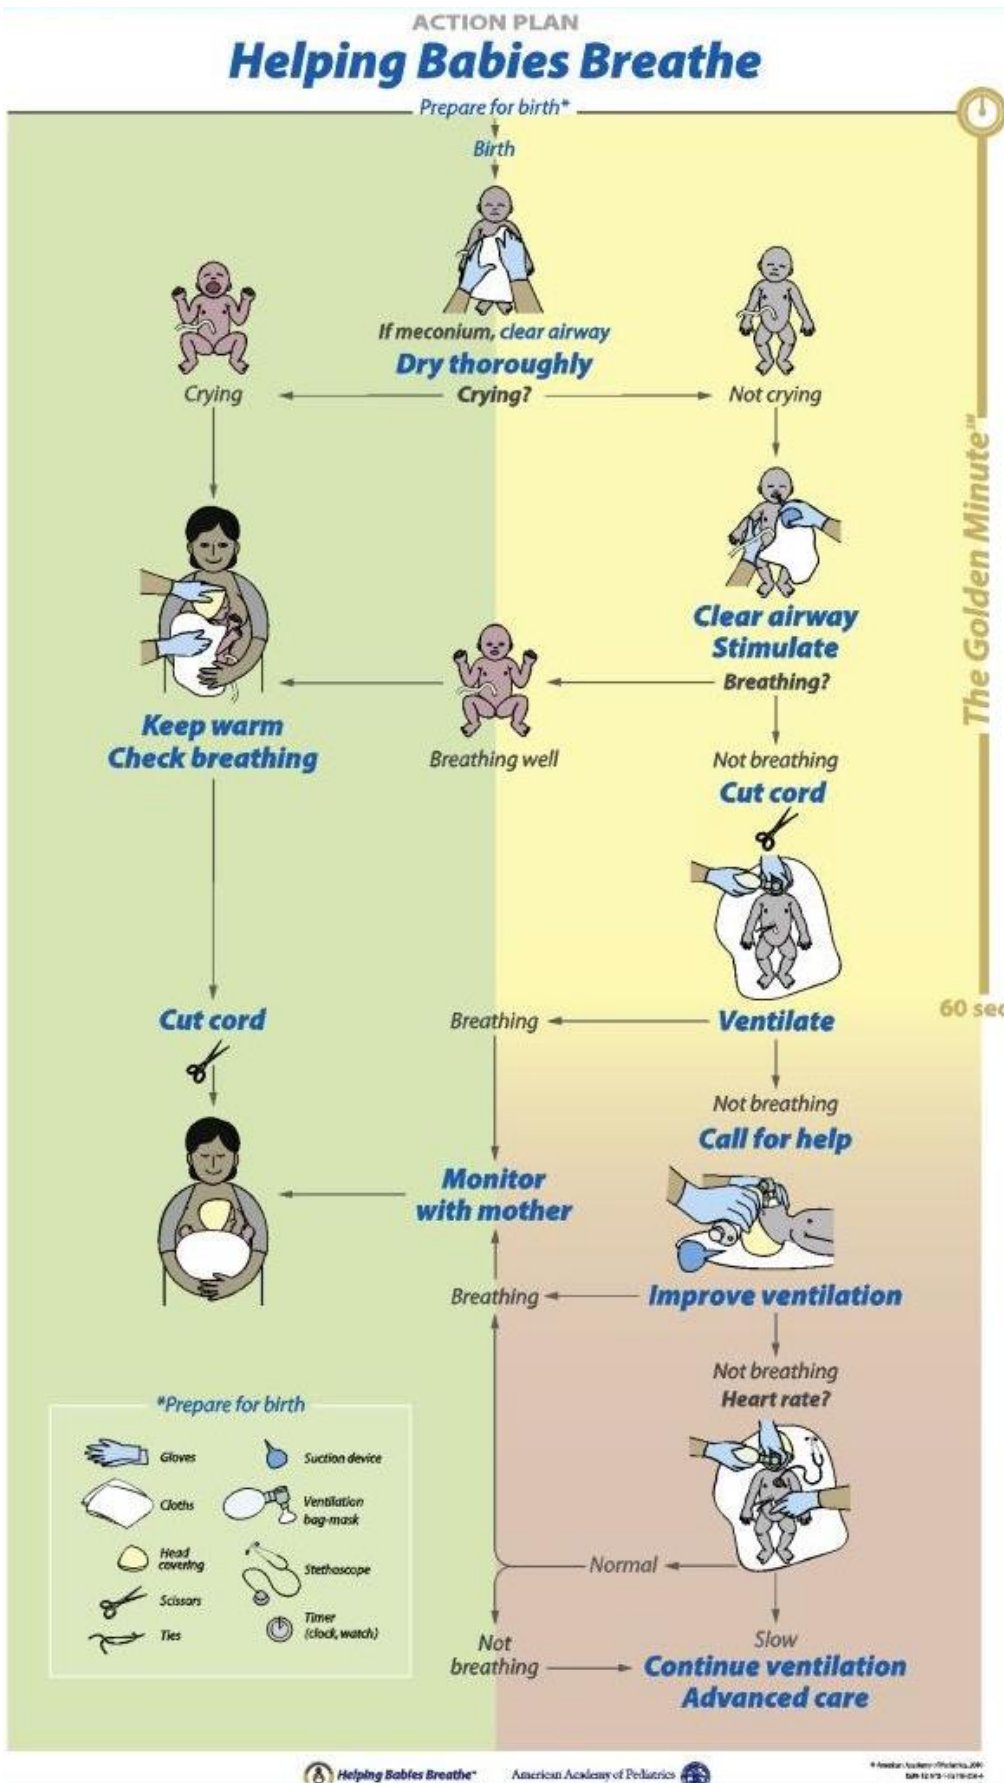 ACTION PLAN
Helping Babies Breathe
Prepare for birth*
Birth
If meconium, clear airway
Dry thoroughly
Crying
Crying?
Not crying
The Golden Minute℠
Clear airway
Stimulate
Breathing?
Keep warm
Check breathing
Breathing well
Not breathing
Cut cord
60 sec
Cut cord
Breathing
Ventilate
Not breathing
Call for help
Monitor
with mother
Breathing
Improve ventilation
Not breathing
Heart rate?
*Prepare for birth
Gloves
Suction device
Cloths
Ventilation
bag-mask
Head
covering
Stethoscope
Scissors
Ties
Timer
(clock, watch)
Normal
Not
breathing
Slow
Continue ventilation
Advanced care
Helping Babies Breathe
American Academy of Pediatrics